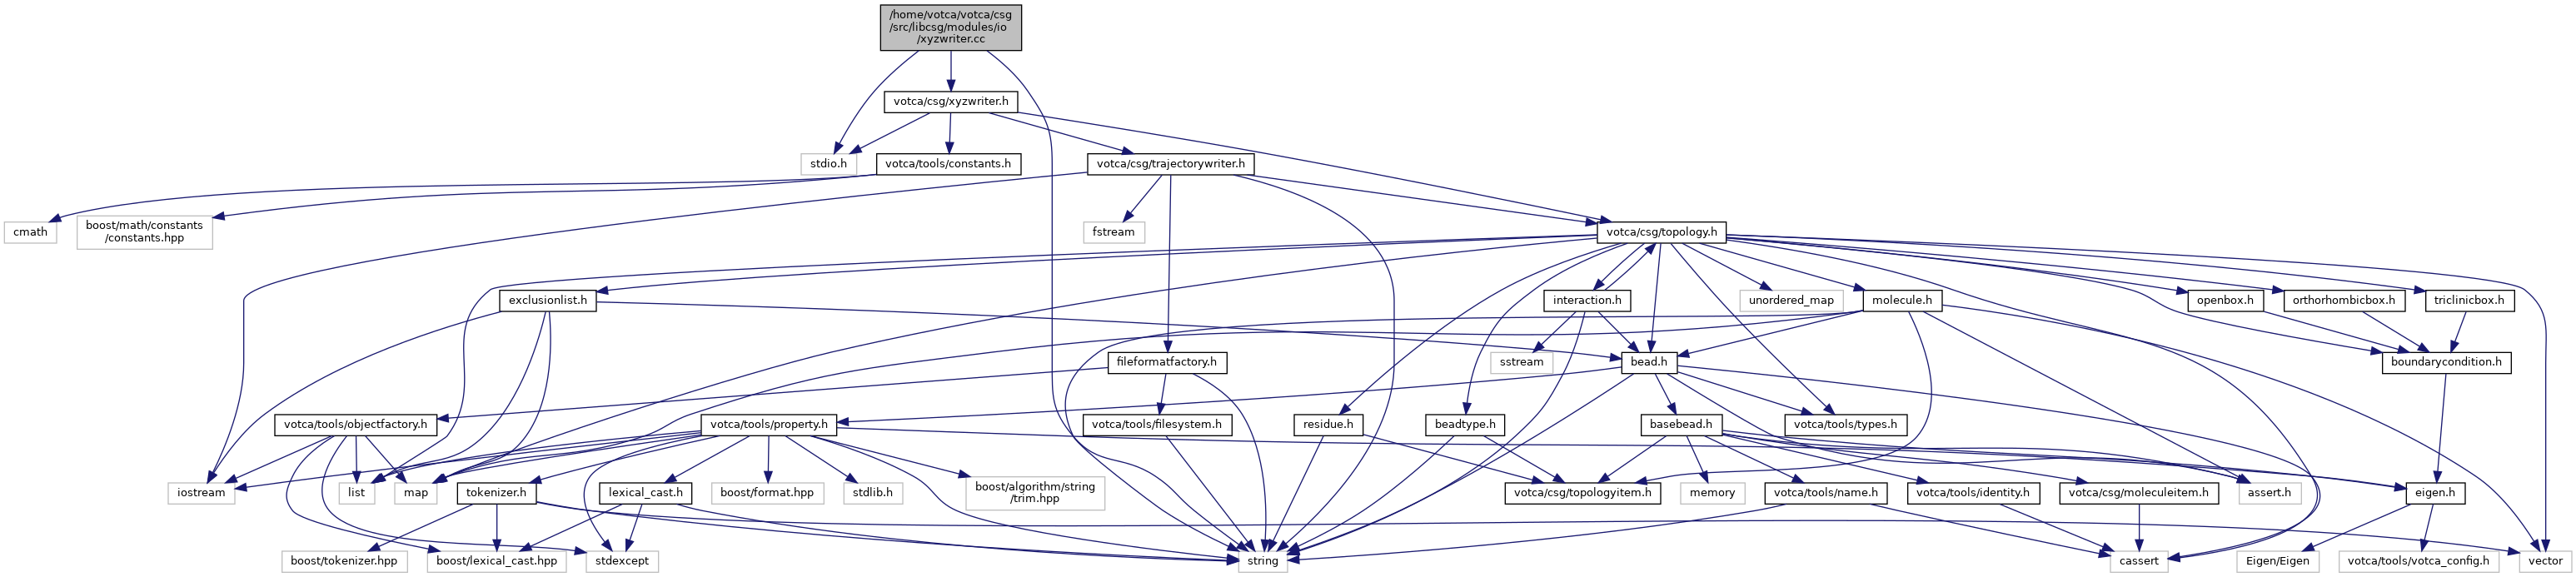 /home/votca/votca/csg
/src/libcsg/modules/io
/xyzwriter.cc
votca/csg/xyzwriter.h
stdio.h
votca/tools/constants.h
votca/csg/trajectorywriter.h
cmath
boost/math/constants
/constants.hpp
fstream
votca/csg/topology.h
exclusionlist.h
interaction.h
unordered_map
molecule.h
openbox.h
orthorhombicbox.h
triclinicbox.h
fileformatfactory.h
sstream
bead.h
boundarycondition.h
votca/tools/objectfactory.h
votca/tools/property.h
votca/tools/filesystem.h
residue.h
beadtype.h
basebead.h
votca/tools/types.h
iostream
list
map
tokenizer.h
lexical_cast.h
boost/format.hpp
stdlib.h
boost/algorithm/string
/trim.hpp
votca/csg/topologyitem.h
memory
votca/tools/name.h
votca/tools/identity.h
votca/csg/moleculeitem.h
assert.h
eigen.h
boost/tokenizer.hpp
boost/lexical_cast.hpp
stdexcept
string
cassert
Eigen/Eigen
votca/tools/votca_config.h
vector